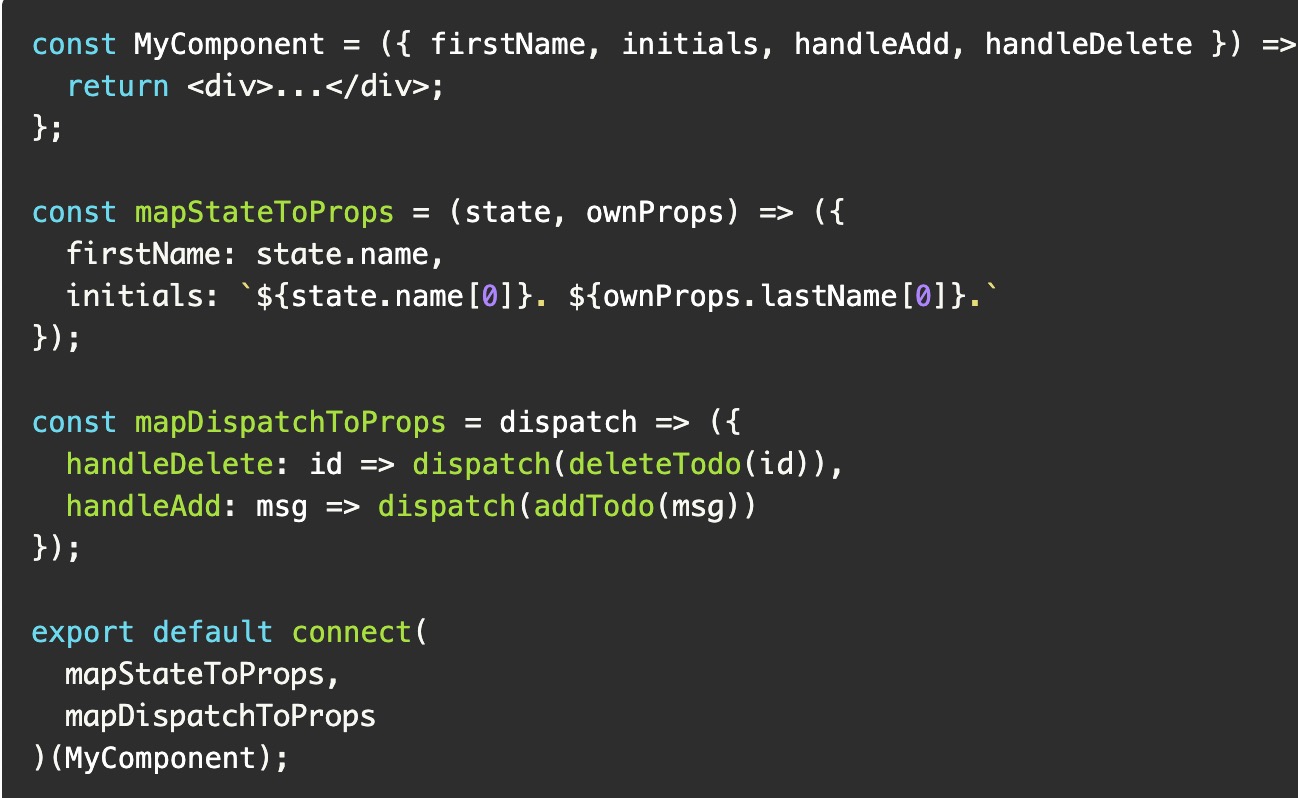 const MyComponent = ({ firstName, initials, handleAdd, handleDelete }) =>
  return <div>...</div>;
};

const mapStateToProps = (state, ownProps) => ({
  firstName: state.name,
  initials: `${state.name[0]}. ${ownProps.lastName[0]}.`
});

const mapDispatchToProps = dispatch => ({
  handleDelete: id => dispatch(deleteTodo(id)),
  handleAdd: msg => dispatch(addTodo(msg))
});

export default connect(
  mapStateToProps,
  mapDispatchToProps
)(MyComponent);